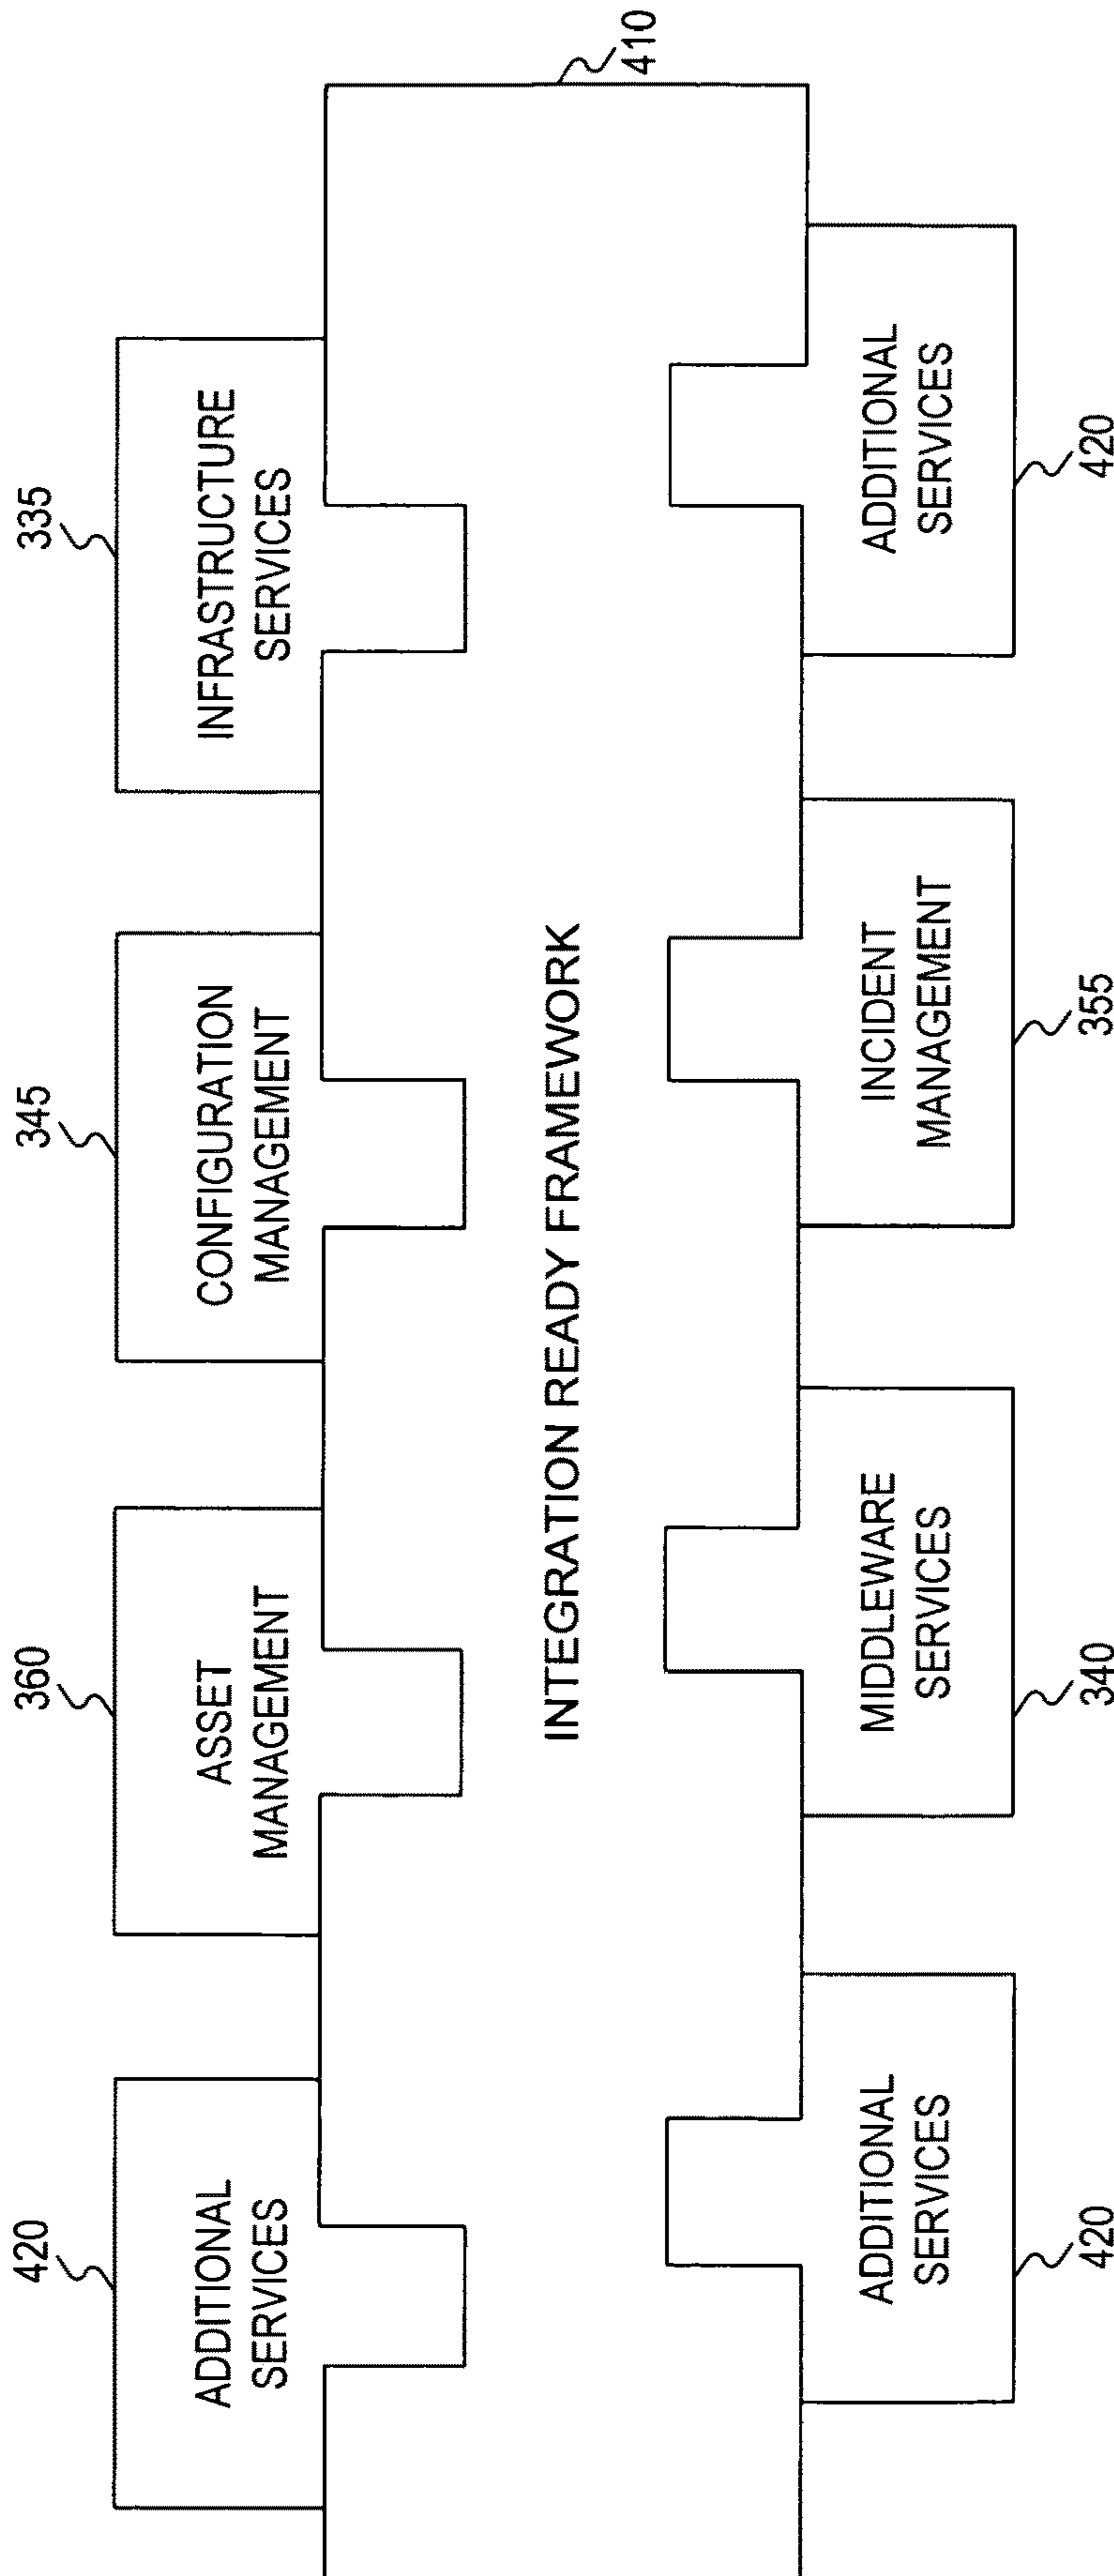 420
ADDITIONAL
SERVICES
360
ASSET
MANAGEMENT
345
CONFIGURATION
MANAGEMENT
335
INFRASTRUCTURE
SERVICES
INTEGRATION READY FRAMEWORK
410
ADDITIONAL
SERVICES
420
MIDDLEWARE
SERVICES
340
INCIDENT
MANAGEMENT
355
ADDITIONAL
SERVICES
420